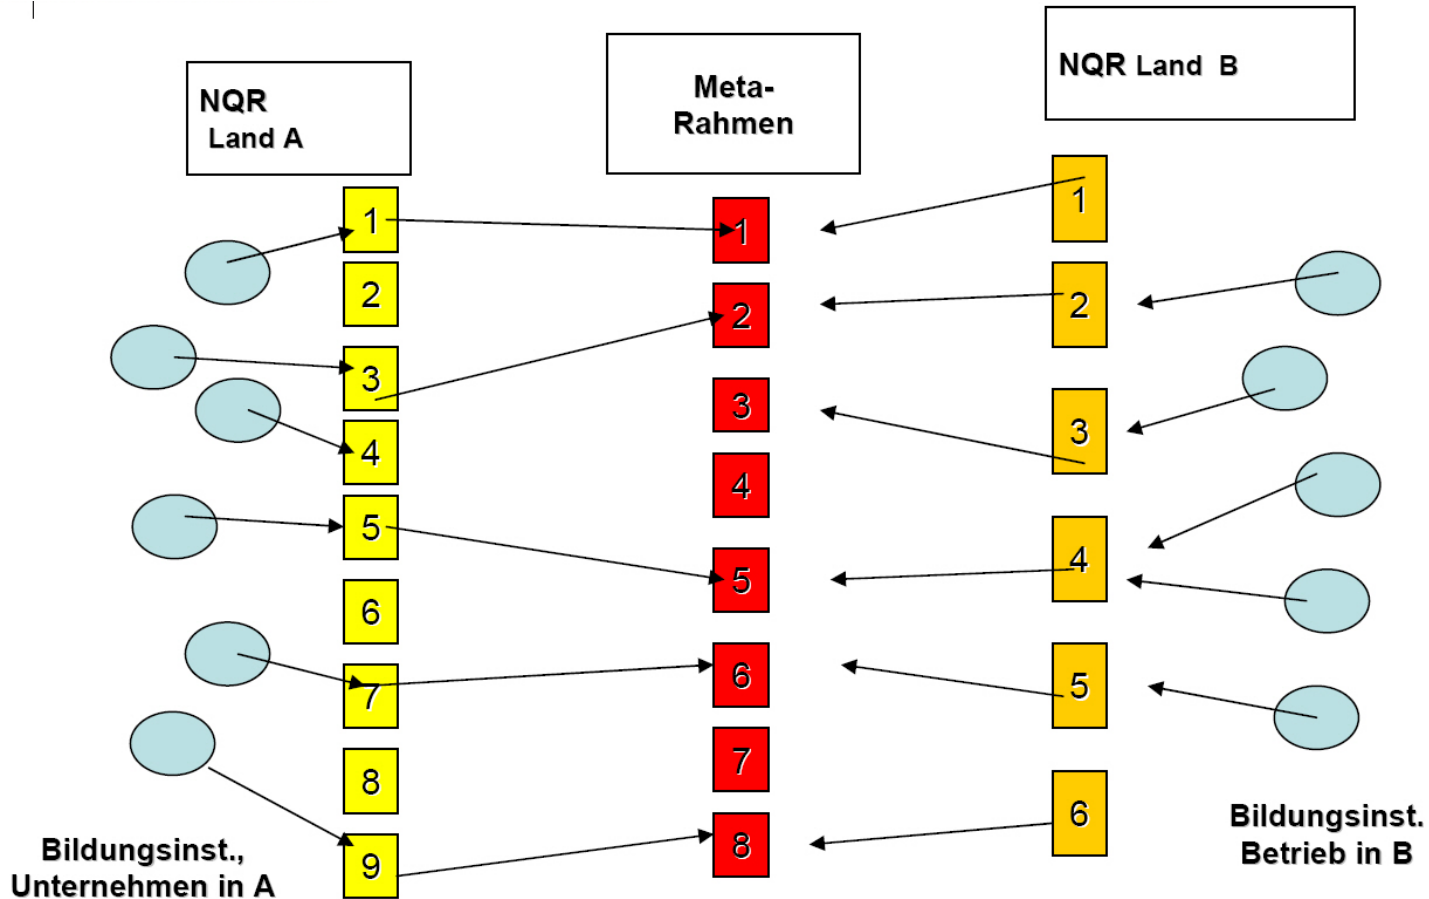 NQR
Land A
Meta-
Rahmen
NQR Land B
1
2
3
4
5
6
7
8
9
1
2
3
4
5
6
7
8
1
2
3
4
5
6
Bildungsinst.,
Unternehmen in A
Bildungsinst.
Betrieb in B